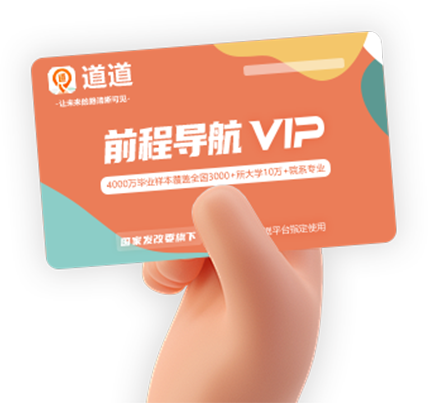 道道
·让未来的路清晰可见·
前程导航 VIP
4000万毕业样本覆盖全国3000+所大学10万+院系专业
国家发改委旗下 平台指定使用